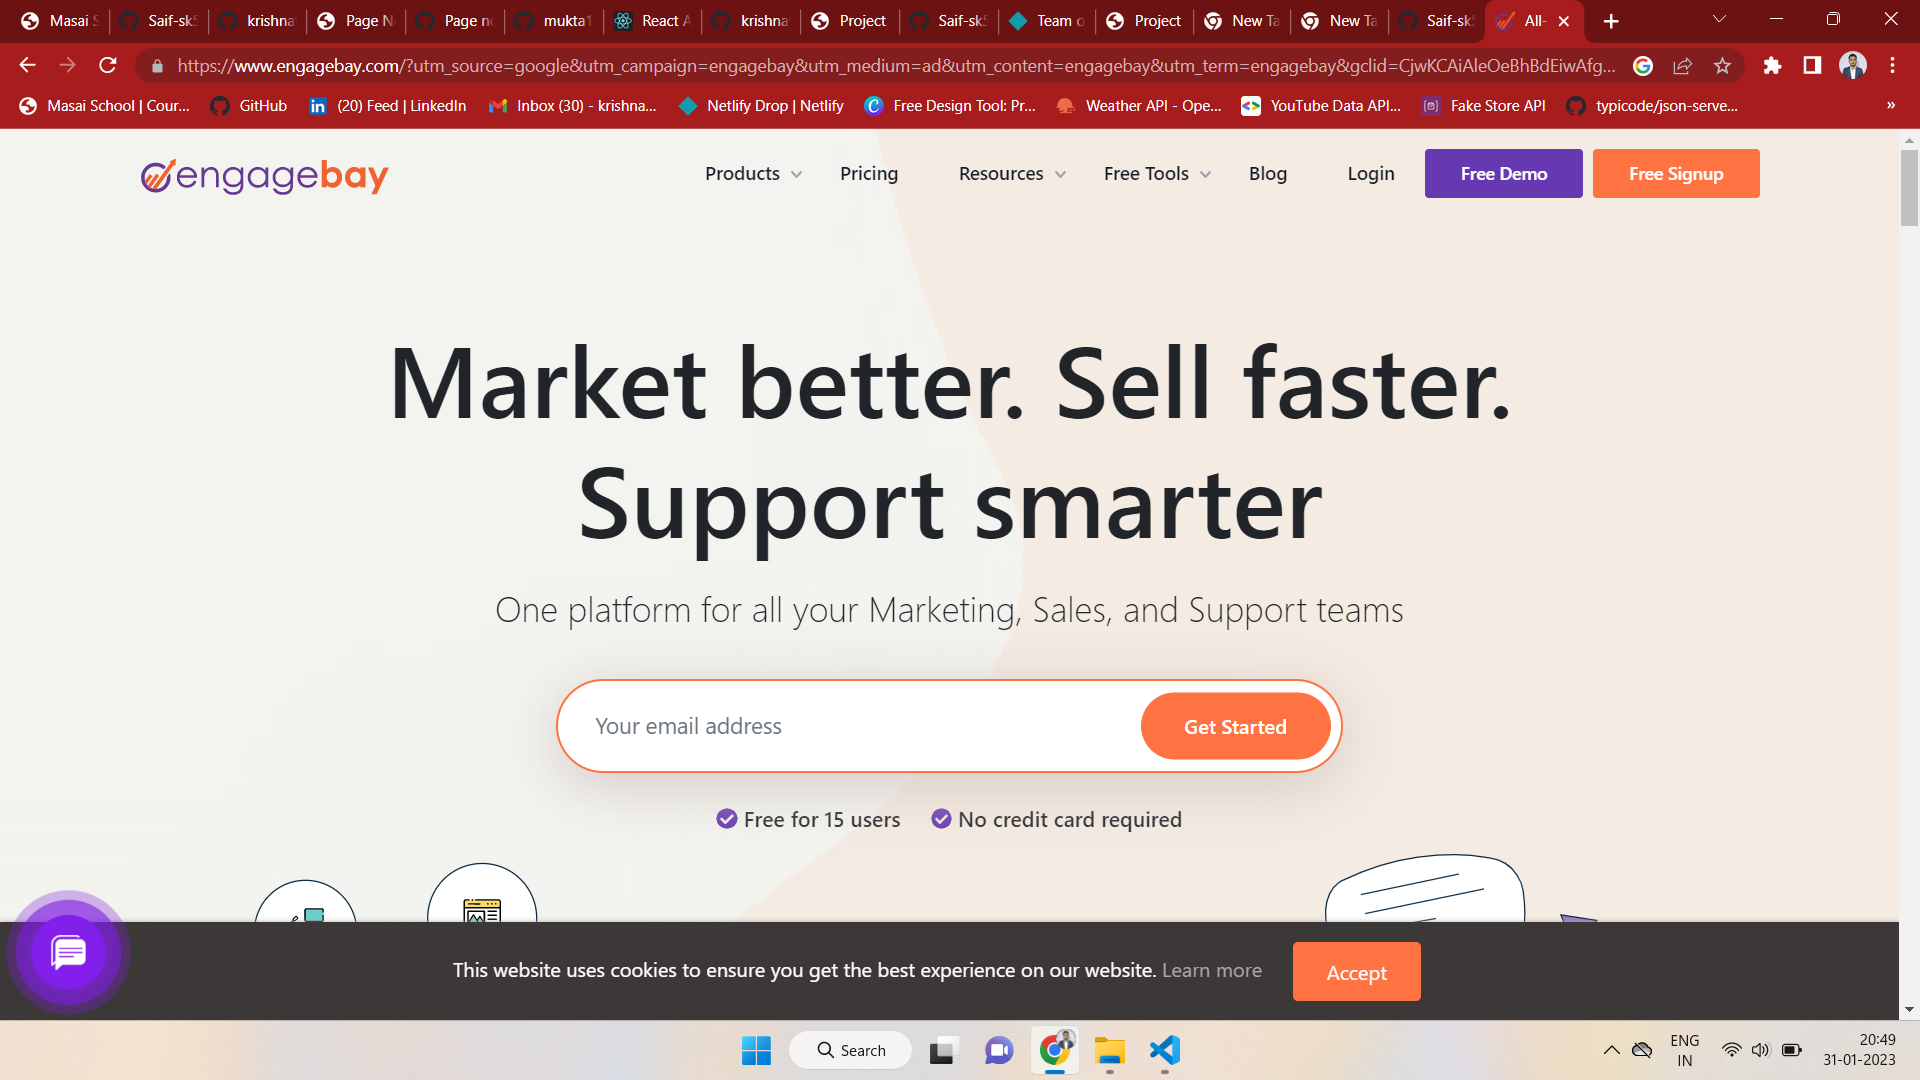 Masai S
Saif-sk5
krishna
Page N
Page no
mukta1
React A
krishna
Project
Saif-sk5
Team o
Project
New Ta
New Ta
Saif-sk5
All-
https://www.engagebay.com/?utm_source=google&utm_campaign=engagebay&utm_medium=ad&utm_content=engagebay&utm_term=engagebay&gclid=CjwKCAiAleOeBhBdEiwAfg...
Masai School | Cour...
GitHub
(20) Feed | LinkedIn
Inbox (30) - krishna...
Netlify Drop | Netlify
Free Design Tool: Pr...
Weather API - Ope...
YouTube Data API...
Fake Store API
typicode/json-serve...
»
engagebay
Products
Pricing
Resources
Free Tools
Blog
Login
Free Demo
Free Signup
Market better. Sell faster.
Support smarter
One platform for all your Marketing, Sales, and Support teams
Your email address
Get Started
Free for 15 users
No credit card required
This website uses cookies to ensure you get the best experience on our website. Learn more
Accept
Search
ENG
IN
20:49
31-01-2023